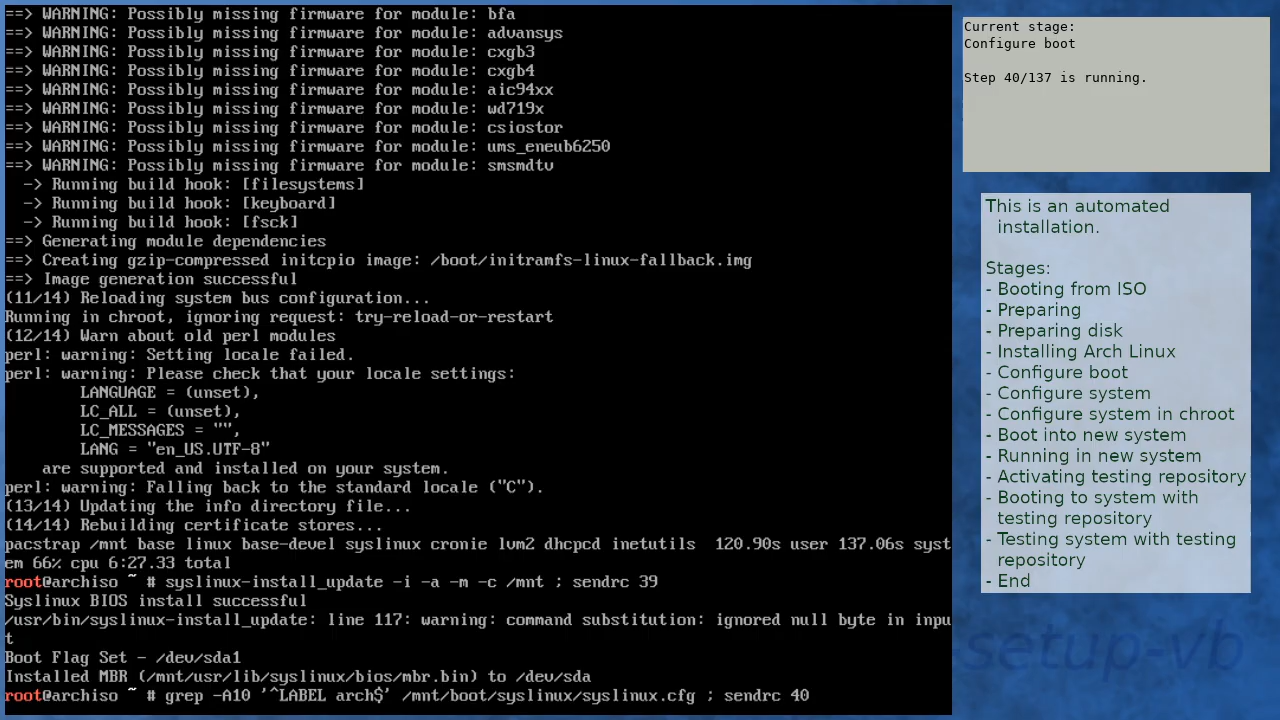 ==> WARNING: Possibly missing firmware for module: bfa
==> WARNING: Possibly missing firmware for module: advansys
==> WARNING: Possibly missing firmware for module: cxgb3
==> WARNING: Possibly missing firmware for module: cxgb4
==> WARNING: Possibly missing firmware for module: aic94xx
==> WARNING: Possibly missing firmware for module: wd719x
==> WARNING: Possibly missing firmware for module: csiostor
==> WARNING: Possibly missing firmware for module: ums_eneub6250
==> WARNING: Possibly missing firmware for module: smsmdtv
  -> Running build hook: [filesystems]
  -> Running build hook: [keyboard]
  -> Running build hook: [fsck]
==> Generating module dependencies
==> Creating gzip-compressed initcpio image: /boot/initramfs-linux-fallback.img
==> Image generation successful
(11/14) Reloading system bus configuration...
Running in chroot, ignoring request: try-reload-or-restart
(12/14) Warn about old perl modules
perl: warning: Setting locale failed.
perl: warning: Please check that your locale settings:
        LANGUAGE = (unset),
        LC_ALL = (unset),
        LC_MESSAGES = "",
        LANG = "en_US.UTF-8"
    are supported and installed on your system.
perl: warning: Falling back to the standard locale ("C").
(13/14) Updating the info directory file...
(14/14) Rebuilding certificate stores...
pacstrap /mnt base linux base-devel syslinux cronie lvm2 dhcpcd inetutils  120.90s user 137.06s syst
em 66% cpu 6:27.33 total
root@archiso ~ # syslinux-install_update -i -a -m -c /mnt ; sendrc 39
Syslinux BIOS install successful
/usr/bin/syslinux-install_update: line 117: warning: command substitution: ignored null byte in inpu
t
Boot Flag Set - /dev/sda1
Installed MBR (/mnt/usr/lib/syslinux/bios/mbr.bin) to /dev/sda
root@archiso ~ # grep -A10 '^LABEL arch$' /mnt/boot/syslinux/syslinux.cfg ; sendrc 40
Current stage:
Configure boot
Step 40/137 is running.
This is an automated
installation.
Stages:
- Booting from ISO
- Preparing
- Preparing disk
- Installing Arch Linux
- Configure boot
- Configure system
- Configure system in chroot
- Boot into new system
- Running in new system
- Activating testing repository
- Booting to system with
testing repository
- Testing system with testing
repository
- End
-setup-vb